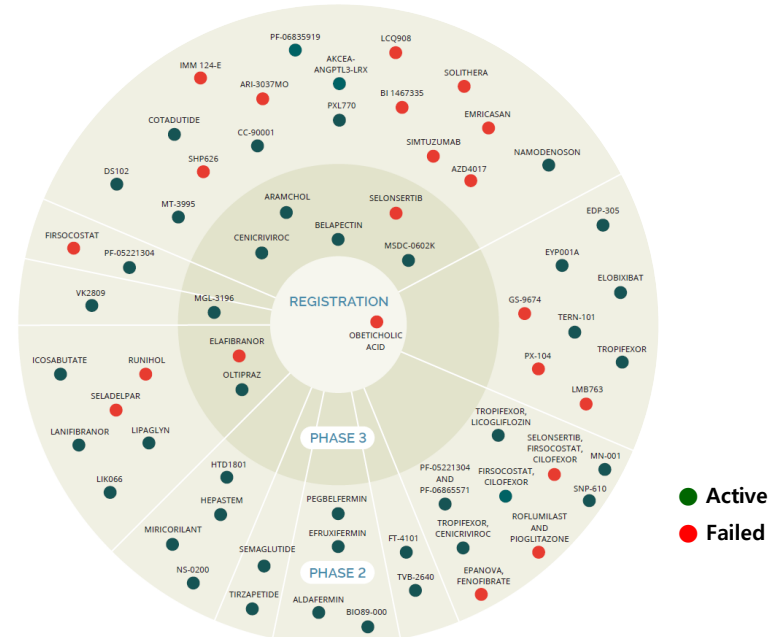 PF-06835919
LCQ908
AKCEA-
ANGPTL3-LRX
IMM 124-E
SOLITHERA
ARI-3037MO
BI 1467335
PXL770
COTADUTIDE
EMRICASAN
CC-90001
SIMTUZUMAB
NAMODENOSON
SHP626
AZD4017
DS102
MT-3995
ARAMCHOL
SELONSERTIB
EDP-305
BELAPECTIN
FIRSOCOSTAT
CENICRIVIROC
MSDC-0602K
PF-05221304
EYP001A
ELOBIXIBAT
VK2809
MGL-3196
REGISTRATION
GS-9674
TERN-101
OBETICHOLIC
ACID
ELAFIBRANOR
ICOSABUTATE
RUNIHOL
PX-104
TROPIFEXOR
OLTIPRAZ
SELADELPAR
LMB763
TROPIFEXOR,
LICOGLIFLOZIN
LANIFIBRANOR
LIPAGLYN
PHASE 3
SELONSERTIB,
FIRSOCOSTAT,
CILOFEXOR
MN-001
HTD1801
PF-05221304
AND
PF-06865571
FIRSOCOSTAT,
CILOFEXOR
LIK066
SNP-610
Active
HEPASTEM
PEGBELFERMIN
ROFLUMILAST
AND
PIOGLITAZONE
MIRICORILANT
EFRUXIFERMIN
FT-4101
TROPIFEXOR,
CENICRIVIROC
Failed
SEMAGLUTIDE
NS-0200
PHASE 2
TVB-2640
EPANOVA,
FENOFIBRATE
TIRZAPETIDE
ALDAFERMIN
BIO89-000